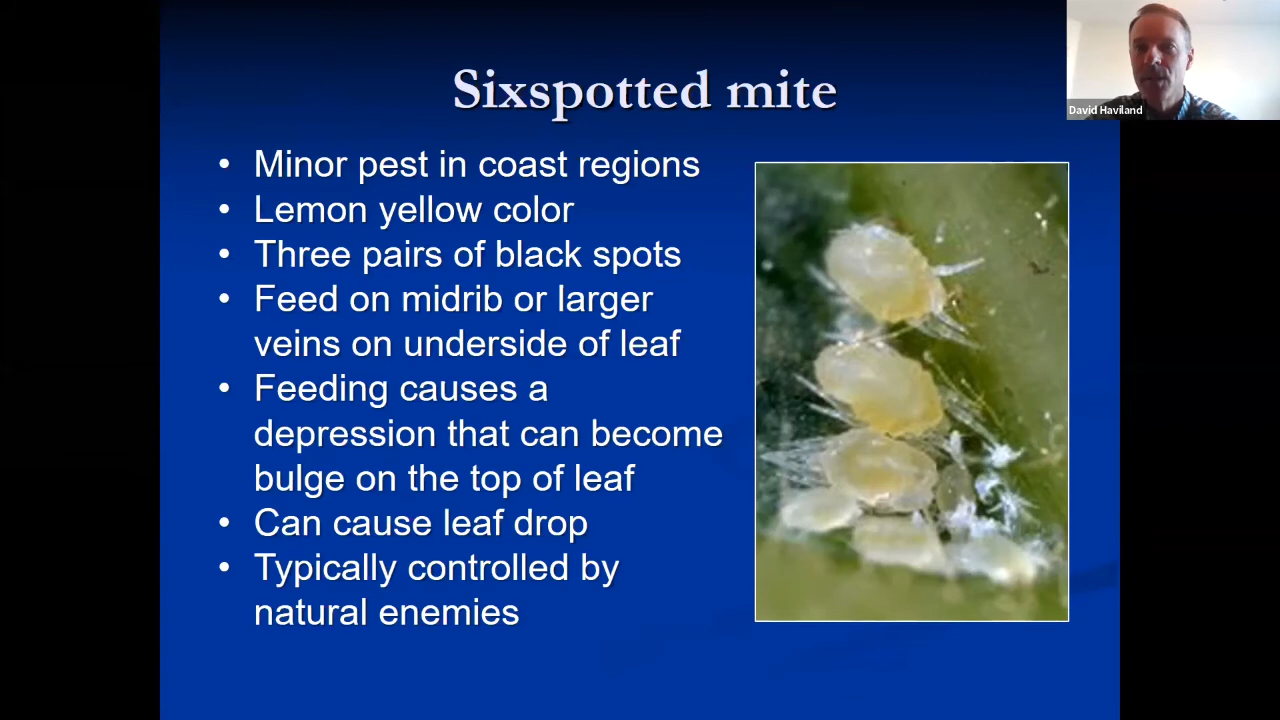 Sixspotted mite
David Haviland
• Minor pest in coast regions
• Lemon yellow color
• Three pairs of black spots
• Feed on midrib or larger
veins on underside of leaf
• Feeding causes a
depression that can become
bulge on the top of leaf
• Can cause leaf drop
• Typically controlled by
natural enemies